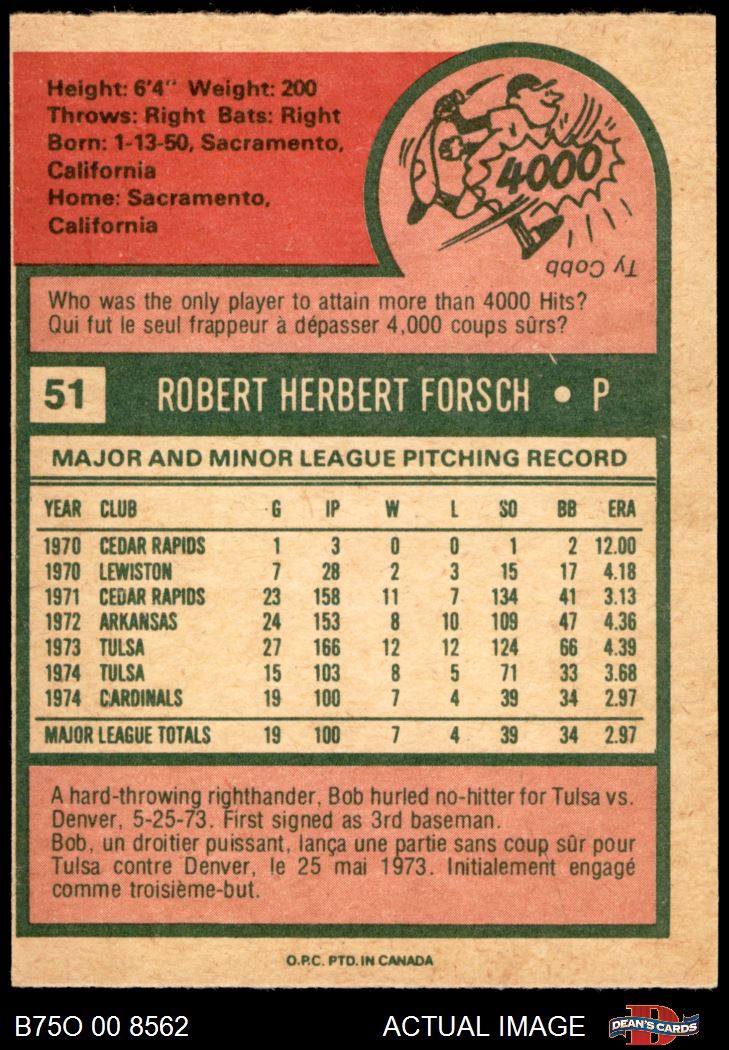 Height: 6'4" Weight: 200
Throws: Right Bats: Right
Born: 1-13-50, Sacramento,
California
Home: Sacramento,
California
4000
Ty Cobb
Who was the only player to attain more than 4000 Hits?
Qui fut le seul frappeur à dépasser 4,000 coups sûrs?
51 ROBERT HERBERT FORSCH • P
MAJOR AND MINOR LEAGUE PITCHING RECORD
YEAR CLUB G IP W L SO BB ERA
1970 CEDAR RAPIDS 1 3 0 0 1 2 12.00
1970 LEWISTON 7 28 2 3 15 17 4.18
1971 CEDAR RAPIDS 23 158 11 7 134 41 3.13
1972 ARKANSAS 24 153 8 10 109 47 4.36
1973 TULSA 27 166 12 12 124 66 4.39
1974 TULSA 15 103 8 5 71 33 3.68
1974 CARDINALS 19 100 7 4 39 34 2.97
MAJOR LEAGUE TOTALS 19 100 7 4 39 34 2.97
A hard-throwing righthander, Bob hurled no-hitter for Tulsa vs.
Denver, 5-25-73. First signed as 3rd baseman.
Bob, un droitier puissant, lança une partie sans coup sûr pour
Tulsa contre Denver, le 25 mai 1973. Initialement engagé
comme troisième-but.
O.P.C. PTD. IN CANADA
B75O 00 8562 ACTUAL IMAGE D DEAN'S CARDS